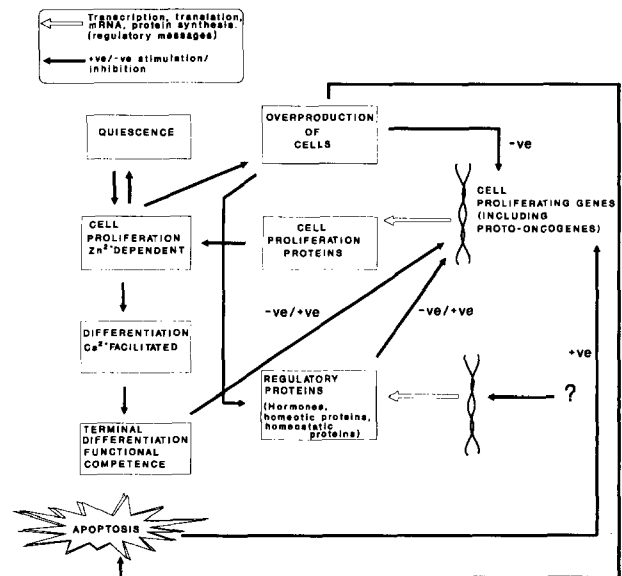 Transcription, translation,
mRNA, protein synthesis.
(regulatory messages)
+ve/-ve stimulation/
inhibition
QUIESCENCE
OVERPRODUCTION
OF
CELLS
-ve
CELL
PROLIFERATING GENES
(INCLUDING
PROTO-ONCOGENES)
CELL
PROLIFERATION
Zn²⁺DEPENDENT
CELL
PROLIFERATION
PROTEINS
-ve/+ve
-ve/+ve
+ve
DIFFERENTIATION
Ca²⁺FACILITATED
REGULATORY
PROTEINS
(Hormones,
homeotic proteins,
homeostatic
proteins)
?
TERMINAL
DIFFERENTIATION
FUNCTIONAL
COMPETENCE
APOPTOSIS